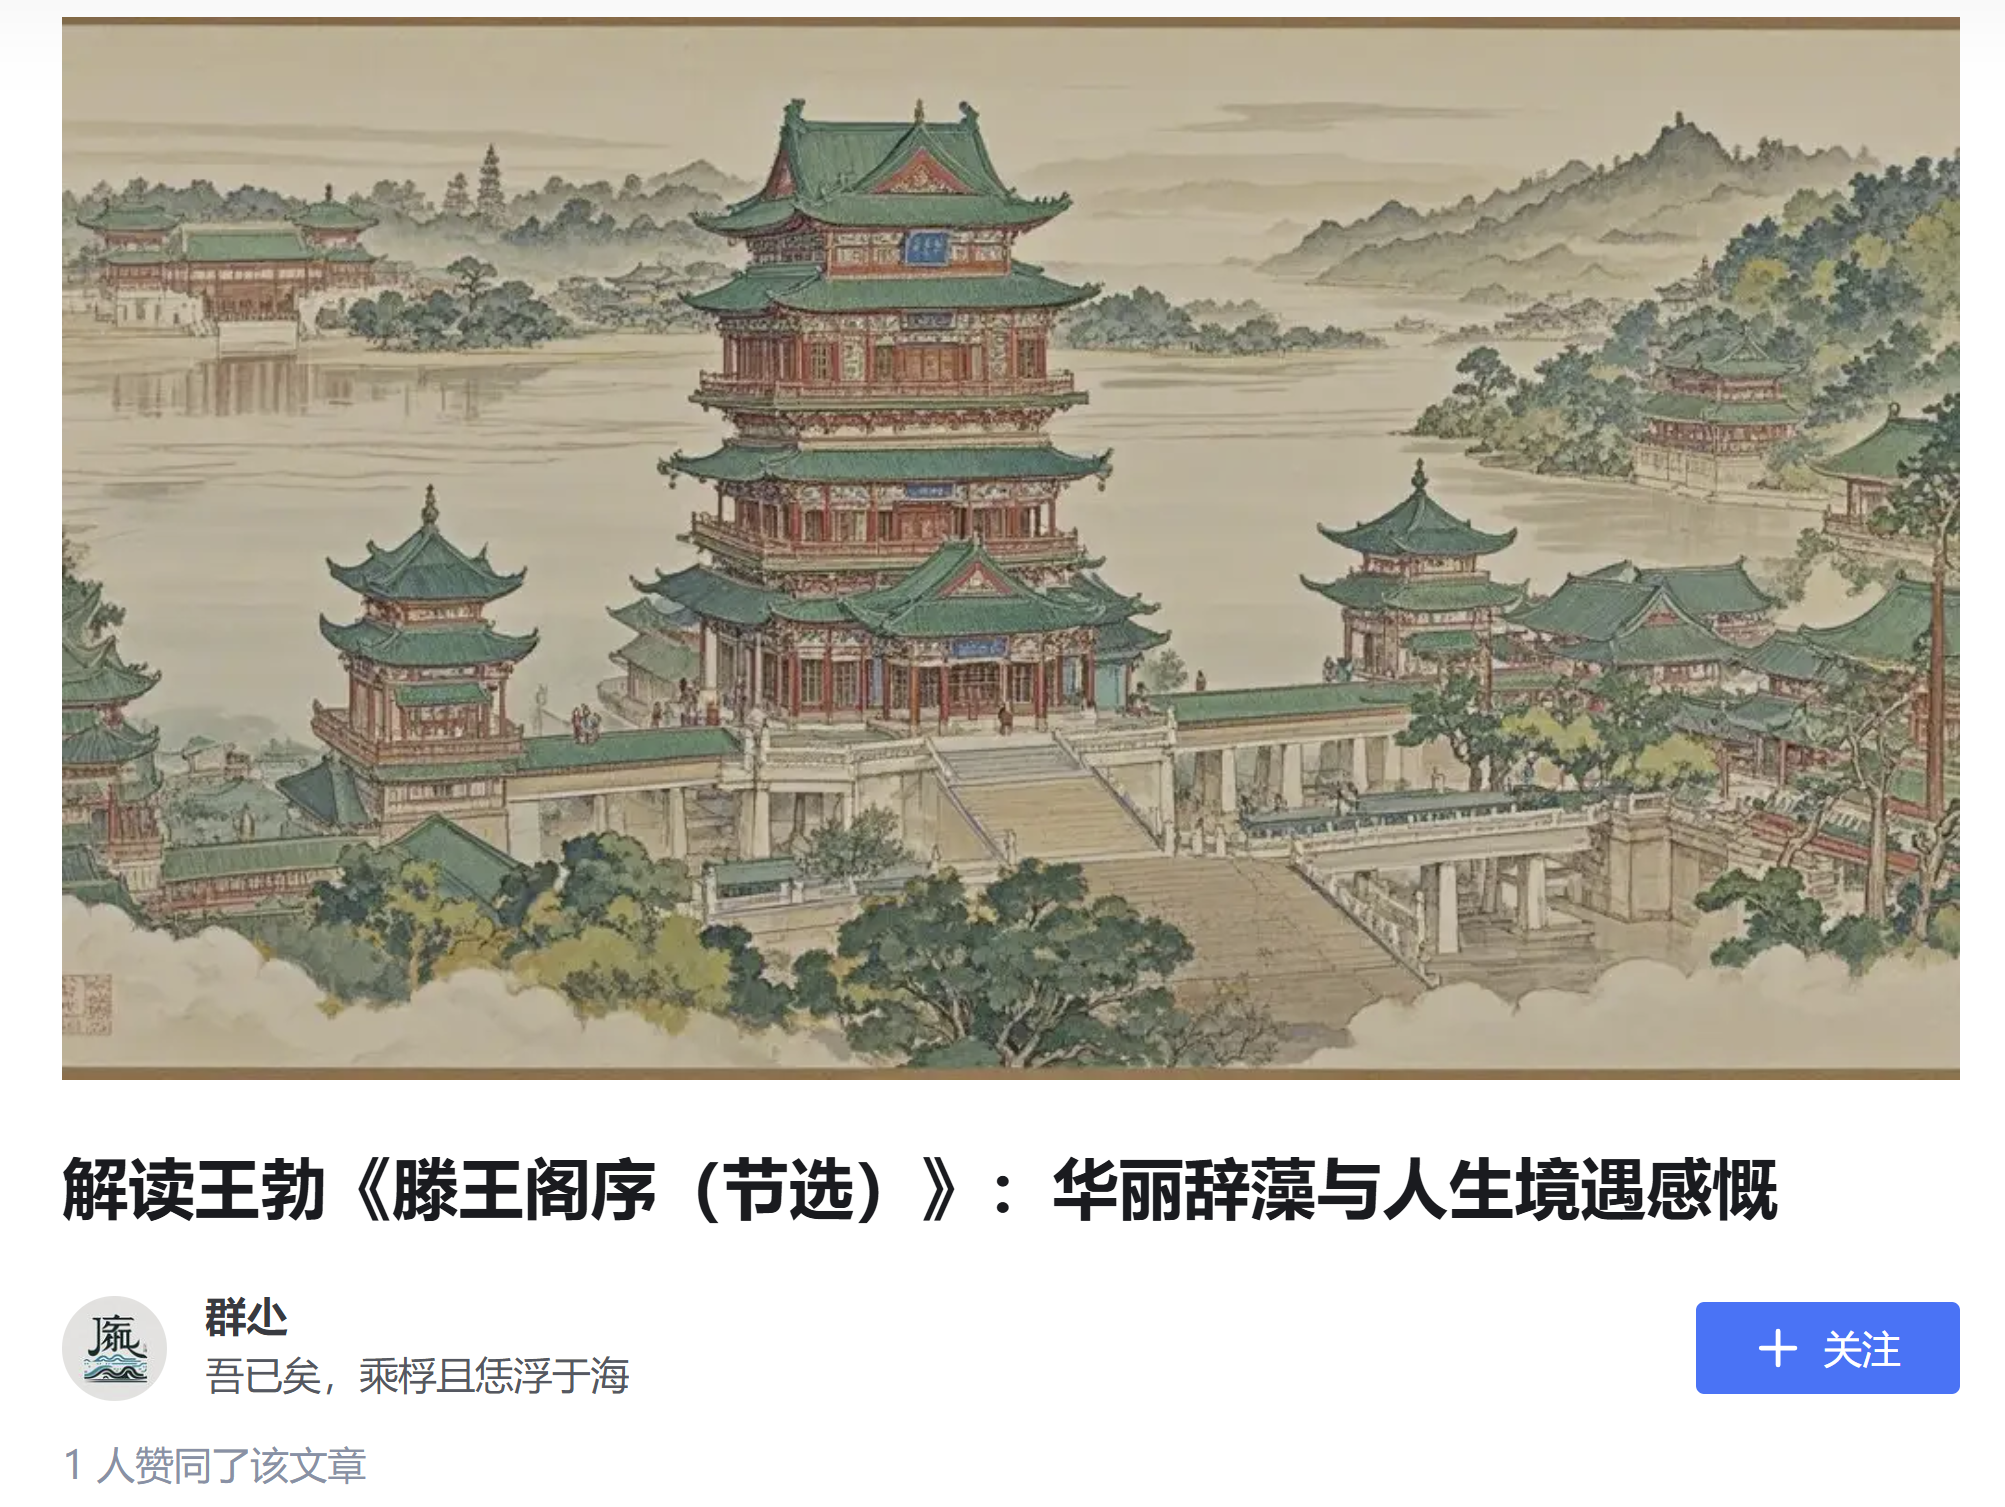 解读王勃《滕王阁序（节选）》：华丽辞藻与人生境遇感慨
群尐
吾已矣，乘桴且恁浮于海
关注
1 人赞同了该文章